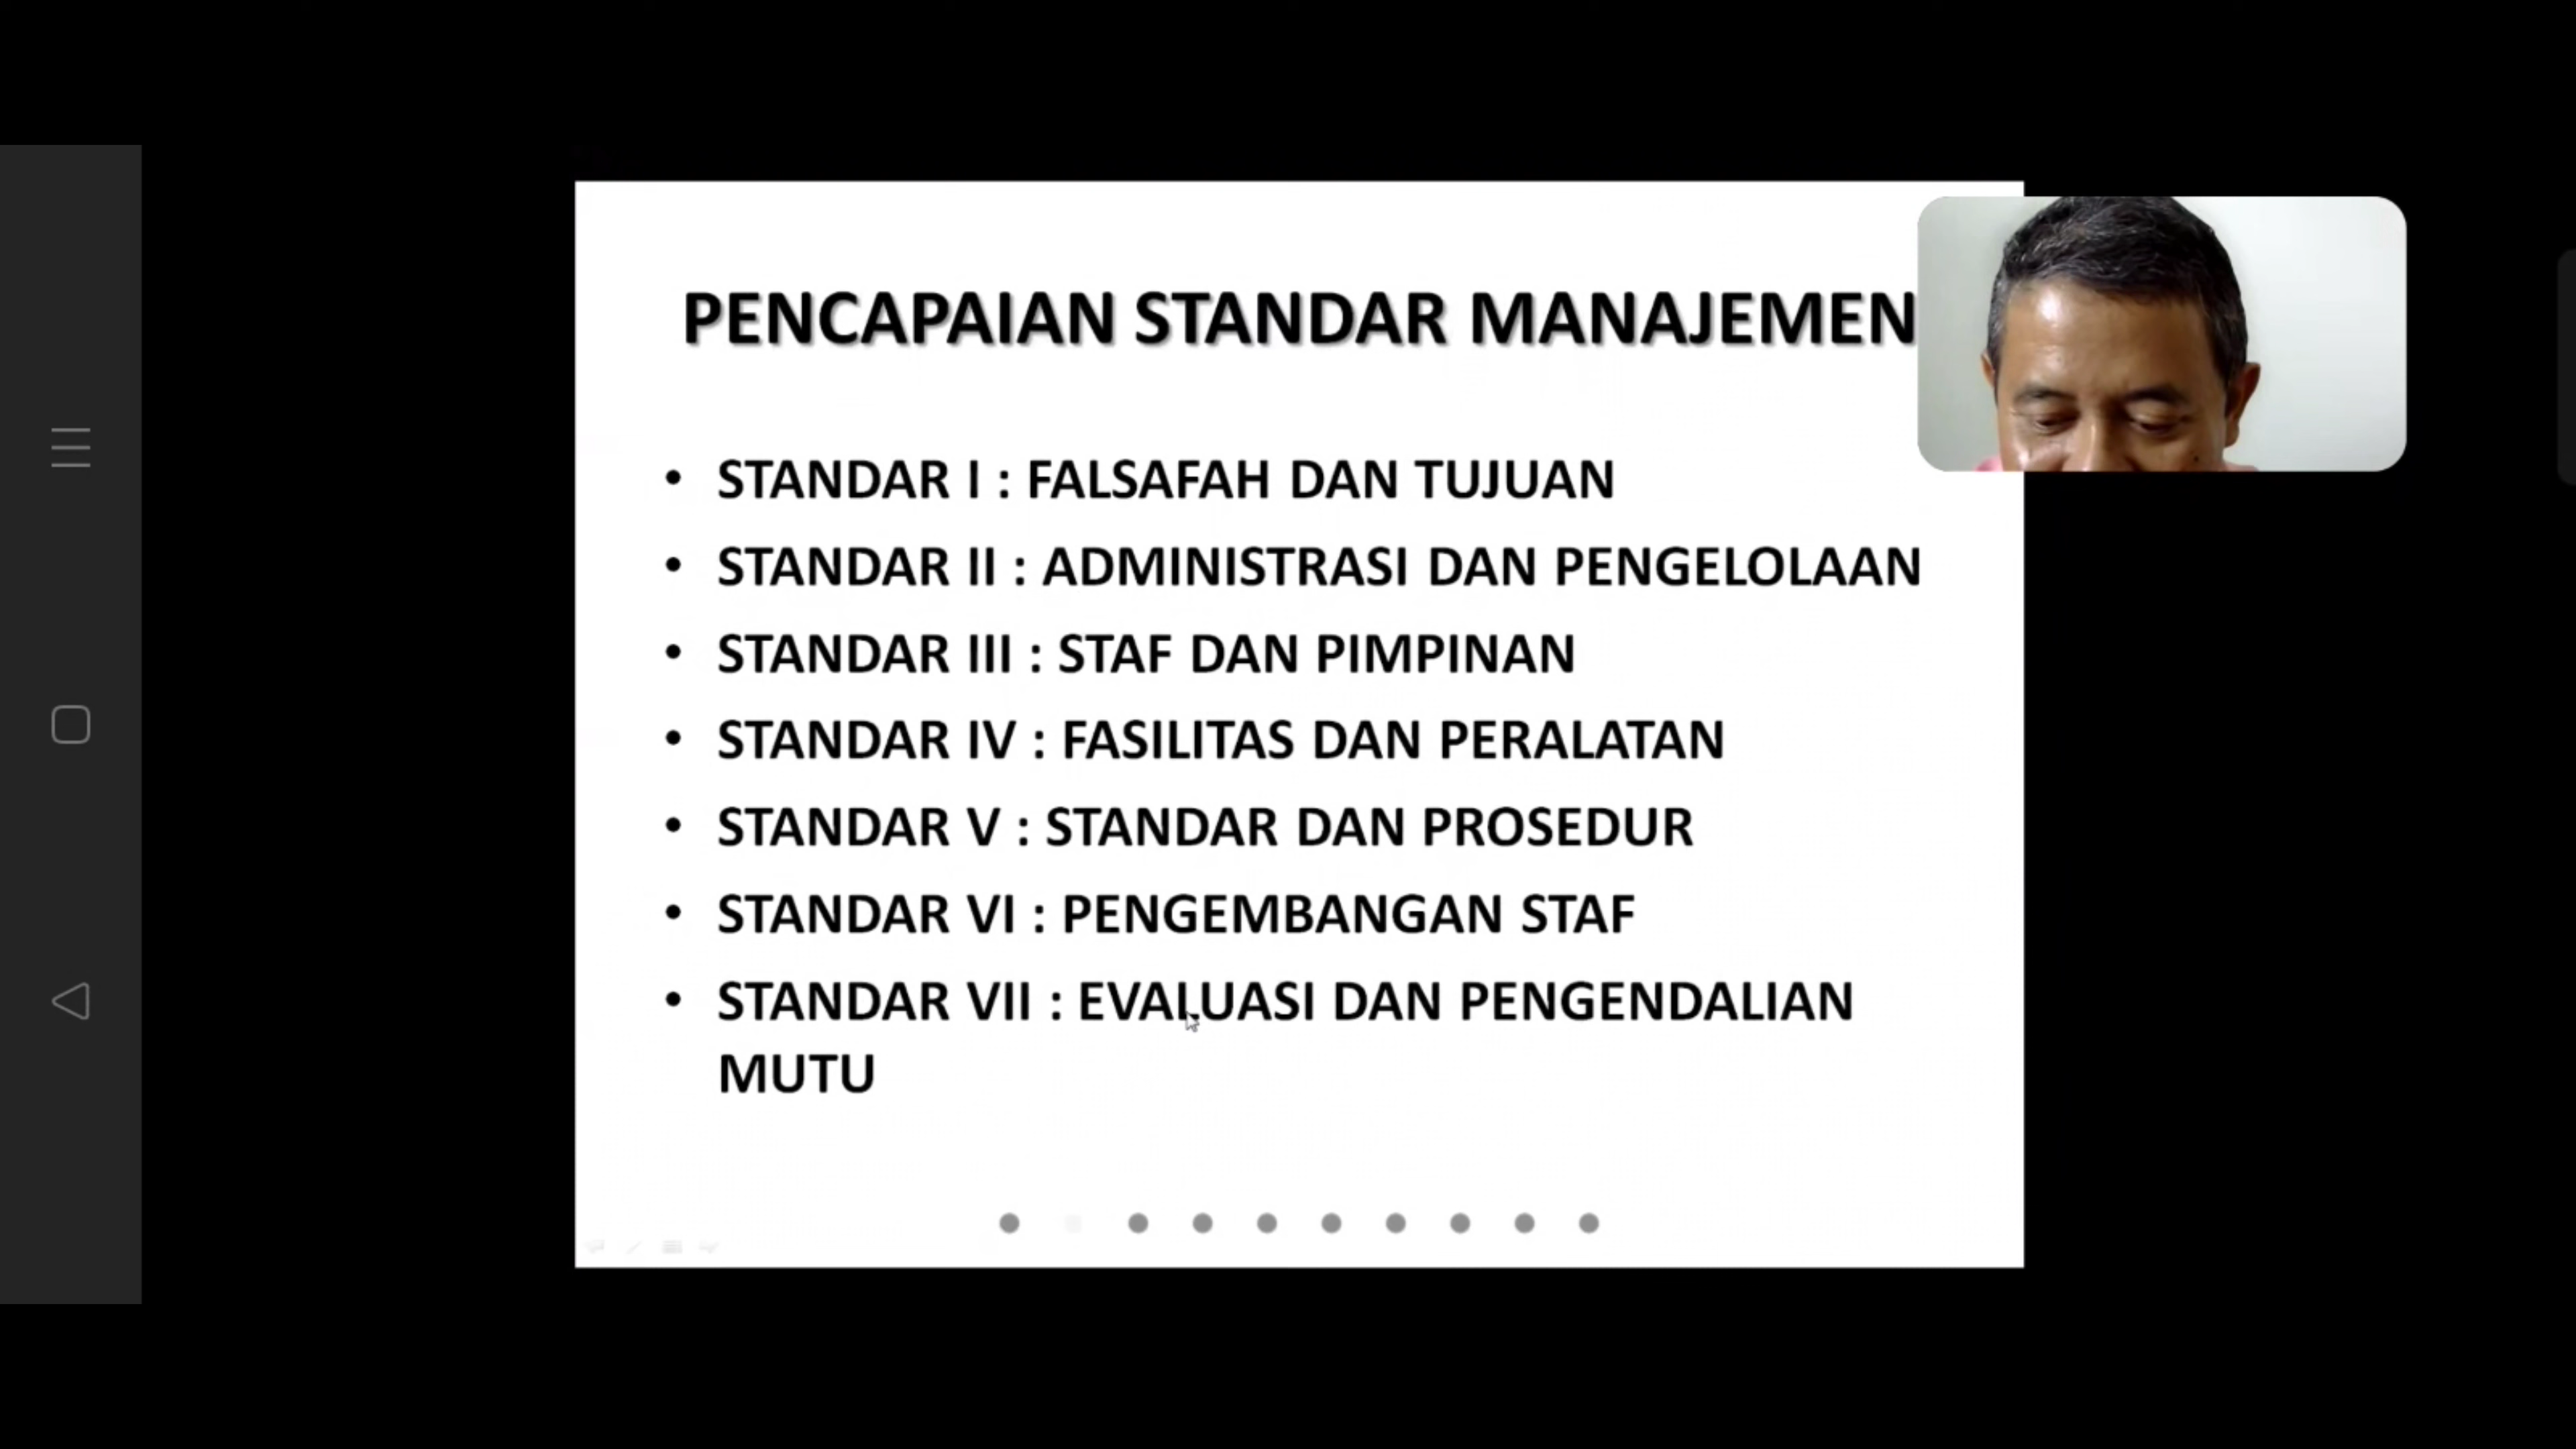 PENCAPAIAN STANDAR MANAJEMEN
• STANDAR I : FALSAFAH DAN TUJUAN
• STANDAR II : ADMINISTRASI DAN PENGELOLAAN
• STANDAR III : STAF DAN PIMPINAN
• STANDAR IV : FASILITAS DAN PERALATAN
• STANDAR V : STANDAR DAN PROSEDUR
• STANDAR VI : PENGEMBANGAN STAF
• STANDAR VII : EVALUASI DAN PENGENDALIAN
MUTU